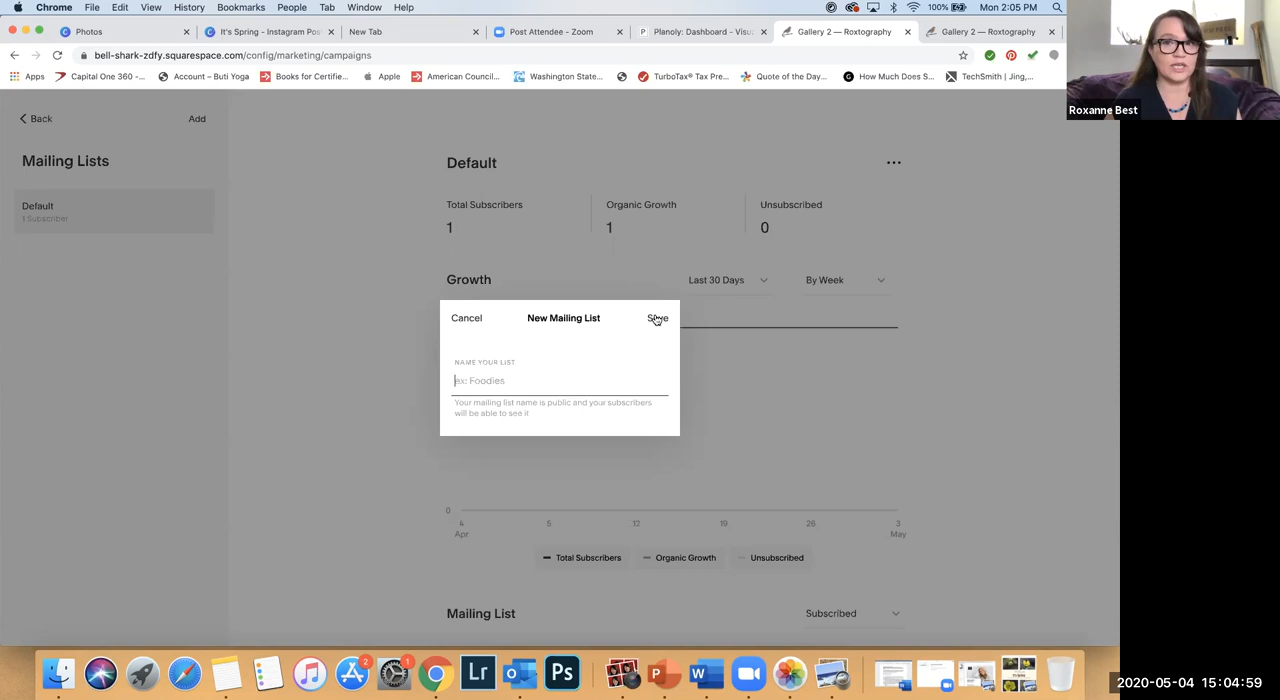 Chrome File Edit View History Bookmarks People Tab Window Help 100% Mon 2:05 PM
Photos It's Spring - Instagram Pos New Tab Post Attendee - Zoom Planoly: Dashboard - Visu Gallery 2 — Roxtography Gallery 2 — Roxtography
bell-shark-zdfy.squarespace.com/config/marketing/campaigns
Apps Capital One 360 -... Account – Buti Yoga Books for Certifie... Apple American Council... Washington State... TurboTax® Tax Pre... Quote of the Day... How Much Does S... TechSmith | Jing,...
Roxanne Best
Back Add
Mailing Lists
Default
1 Subscriber
Default
Total Subscribers Organic Growth Unsubscribed
1 1 0
Growth Last 30 Days By Week
Cancel New Mailing List Save
NAME YOUR LIST
ex: Foodies
Your mailing list name is public and your subscribers
will be able to see it
0
4 5 12 19 26 3
Apr May
Total Subscribers Organic Growth Unsubscribed
Mailing List Subscribed
2 1 Lr Ps P W
2020-05-04 15:04:59